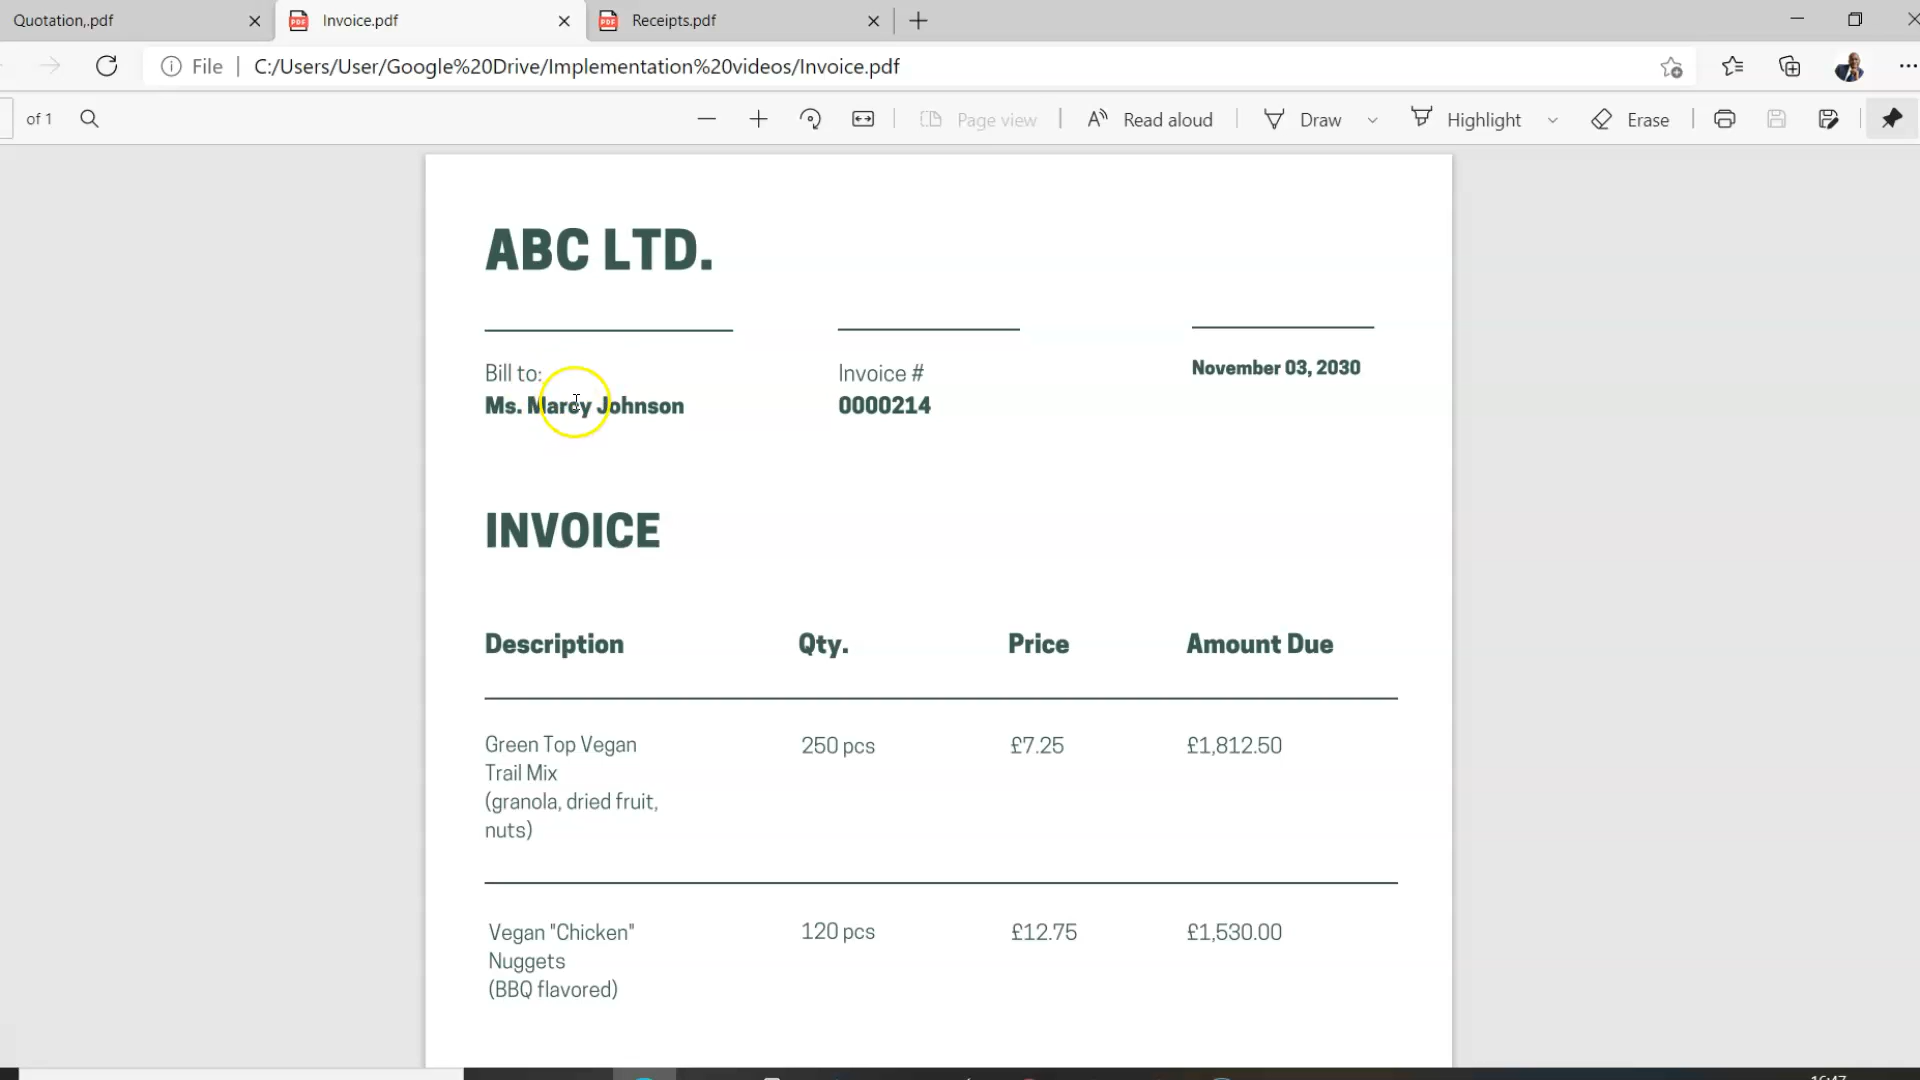 Quotation,.pdf
Invoice.pdf
Receipts.pdf
File
C:/Users/User/Google%20Drive/Implementation%20videos/Invoice.pdf
of 1
Page view
Read aloud
Draw
Highlight
Erase
ABC LTD.
Bill to:
Ms. Marcy Johnson
Invoice #
0000214
November 03, 2030
INVOICE
Description Qty. Price Amount Due
Green Top Vegan 250 pcs £7.25 £1,812.50
Trail Mix
(granola, dried fruit,
nuts)
Vegan "Chicken" 120 pcs £12.75 £1,530.00
Nuggets
(BBQ flavored)